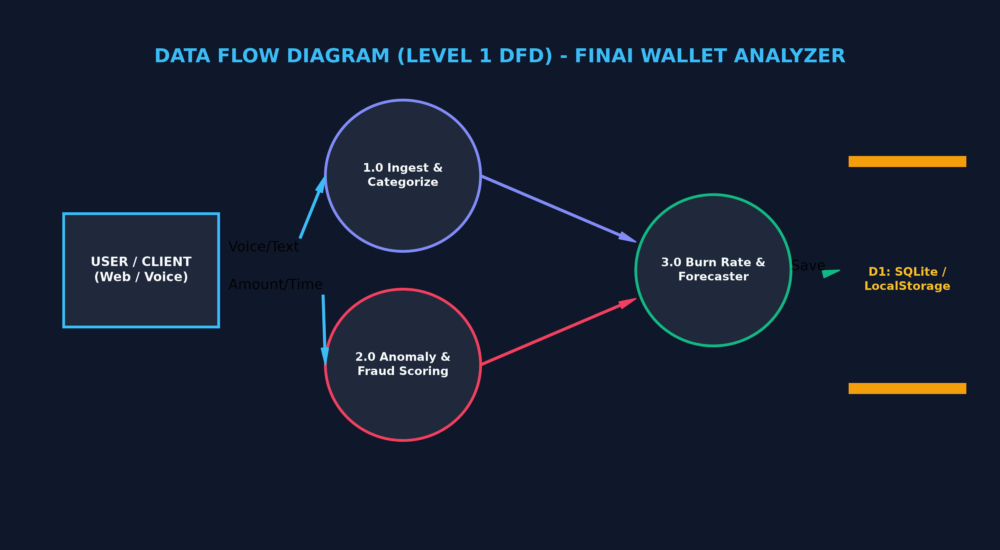 DATA FLOW DIAGRAM (LEVEL 1 DFD) - FINAI WALLET ANALYZER
1.0 Ingest &
Categorize
Voice/Text
USER / CLIENT
(Web / Voice)
Amount/Time
2.0 Anomaly &
Fraud Scoring
3.0 Burn Rate &
Forecaster
Save
D1: SQLite /
LocalStorage